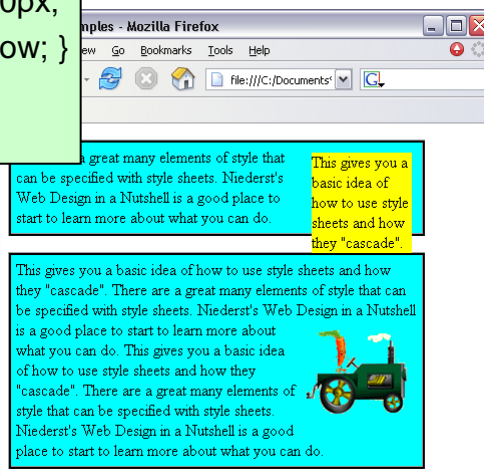 0px;
ow; }
mples - Mozilla Firefox
ew Go Bookmarks Tools Help
file:///C:/Documents
G
a great many elements of style that
can be specified with style sheets. Niederst's
Web Design in a Nutshell is a good place to
start to learn more about what you can do.
This gives you a
basic idea of
how to use style
sheets and how
they "cascade".
This gives you a basic idea of how to use style sheets and how
they "cascade". There are a great many elements of style that can
be specified with style sheets. Niederst's Web Design in a Nutshell
is a good place to start to learn more about
what you can do. This gives you a basic idea
of how to use style sheets and how they
"cascade". There are a great many elements of
style that can be specified with style sheets.
Niederst's Web Design in a Nutshell is a good
place to start to learn more about what you can do.